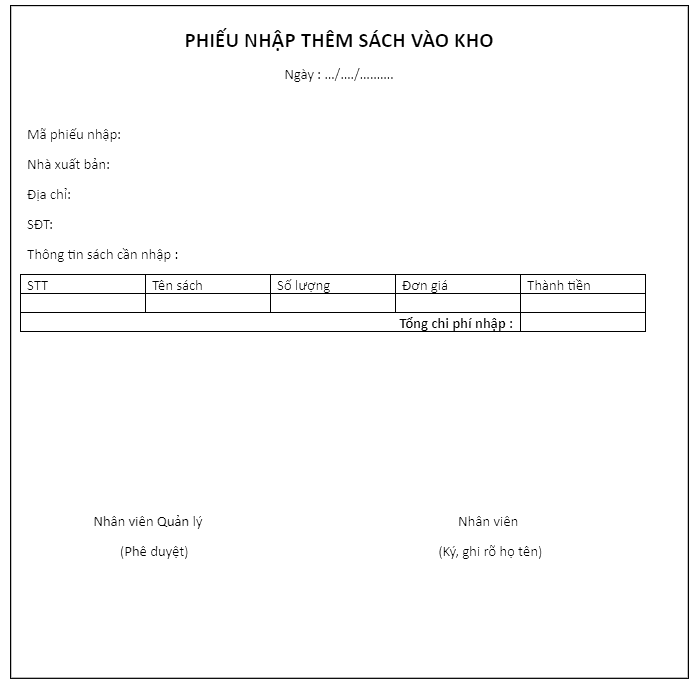 PHIẾU NHẬP THÊM SÁCH VÀO KHO
Ngày : .../..../..........
Mã phiếu nhập:
Nhà xuất bản:
Địa chỉ:
SĐT:
Thông tin sách cần nhập :
STT Tên sách Số lượng Đơn giá Thành tiền
Tổng chi phí nhập :
Nhân viên Quản lý Nhân viên
(Phê duyệt) (Ký, ghi rõ họ tên)